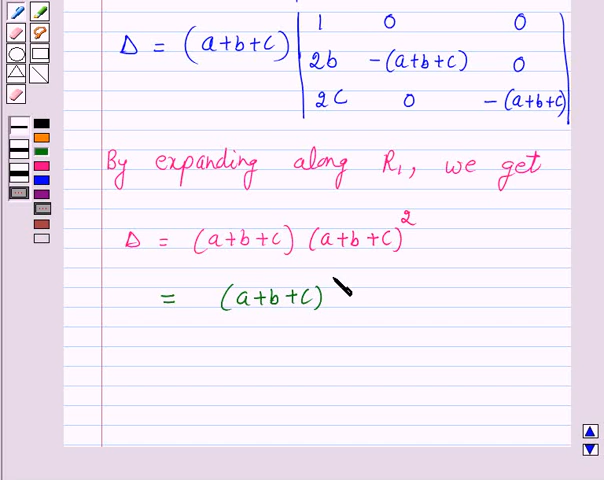 Δ = (a+b+c) | 1 0 0 |
| 2b -(a+b+c) 0 |
| 2c 0 -(a+b+c) |
By expanding along R₁, we get
Δ = (a+b+c) (a+b+c)²
= (a+b+c)